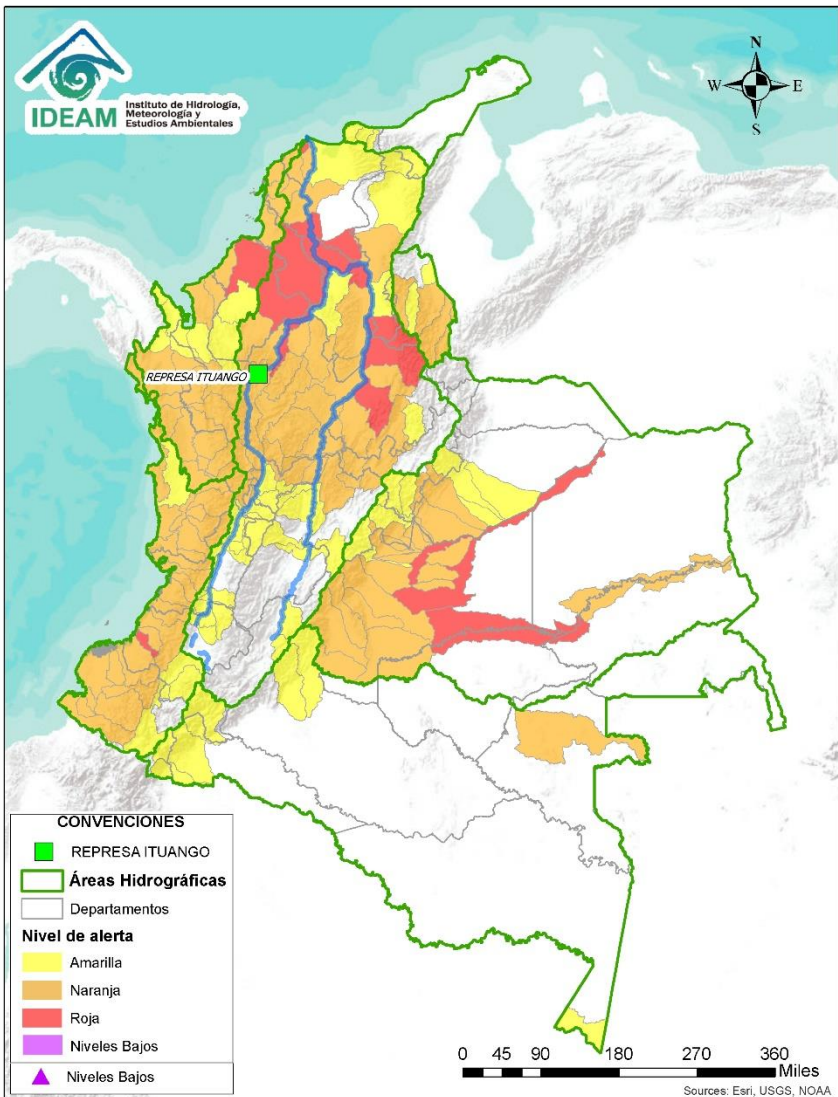 IDEAM
Instituto de Hidrología,
Meteorología y
Estudios Ambientales
N
W
E
S
REPRESA ITUANGO
CONVENCIONES
REPRESA ITUANGO
Áreas Hidrográficas
Departamentos
Nivel de alerta
Amarilla
Naranja
Roja
Niveles Bajos
Niveles Bajos
0 45 90 180 270 360
Miles
Sources: Esri, USGS, NOAA